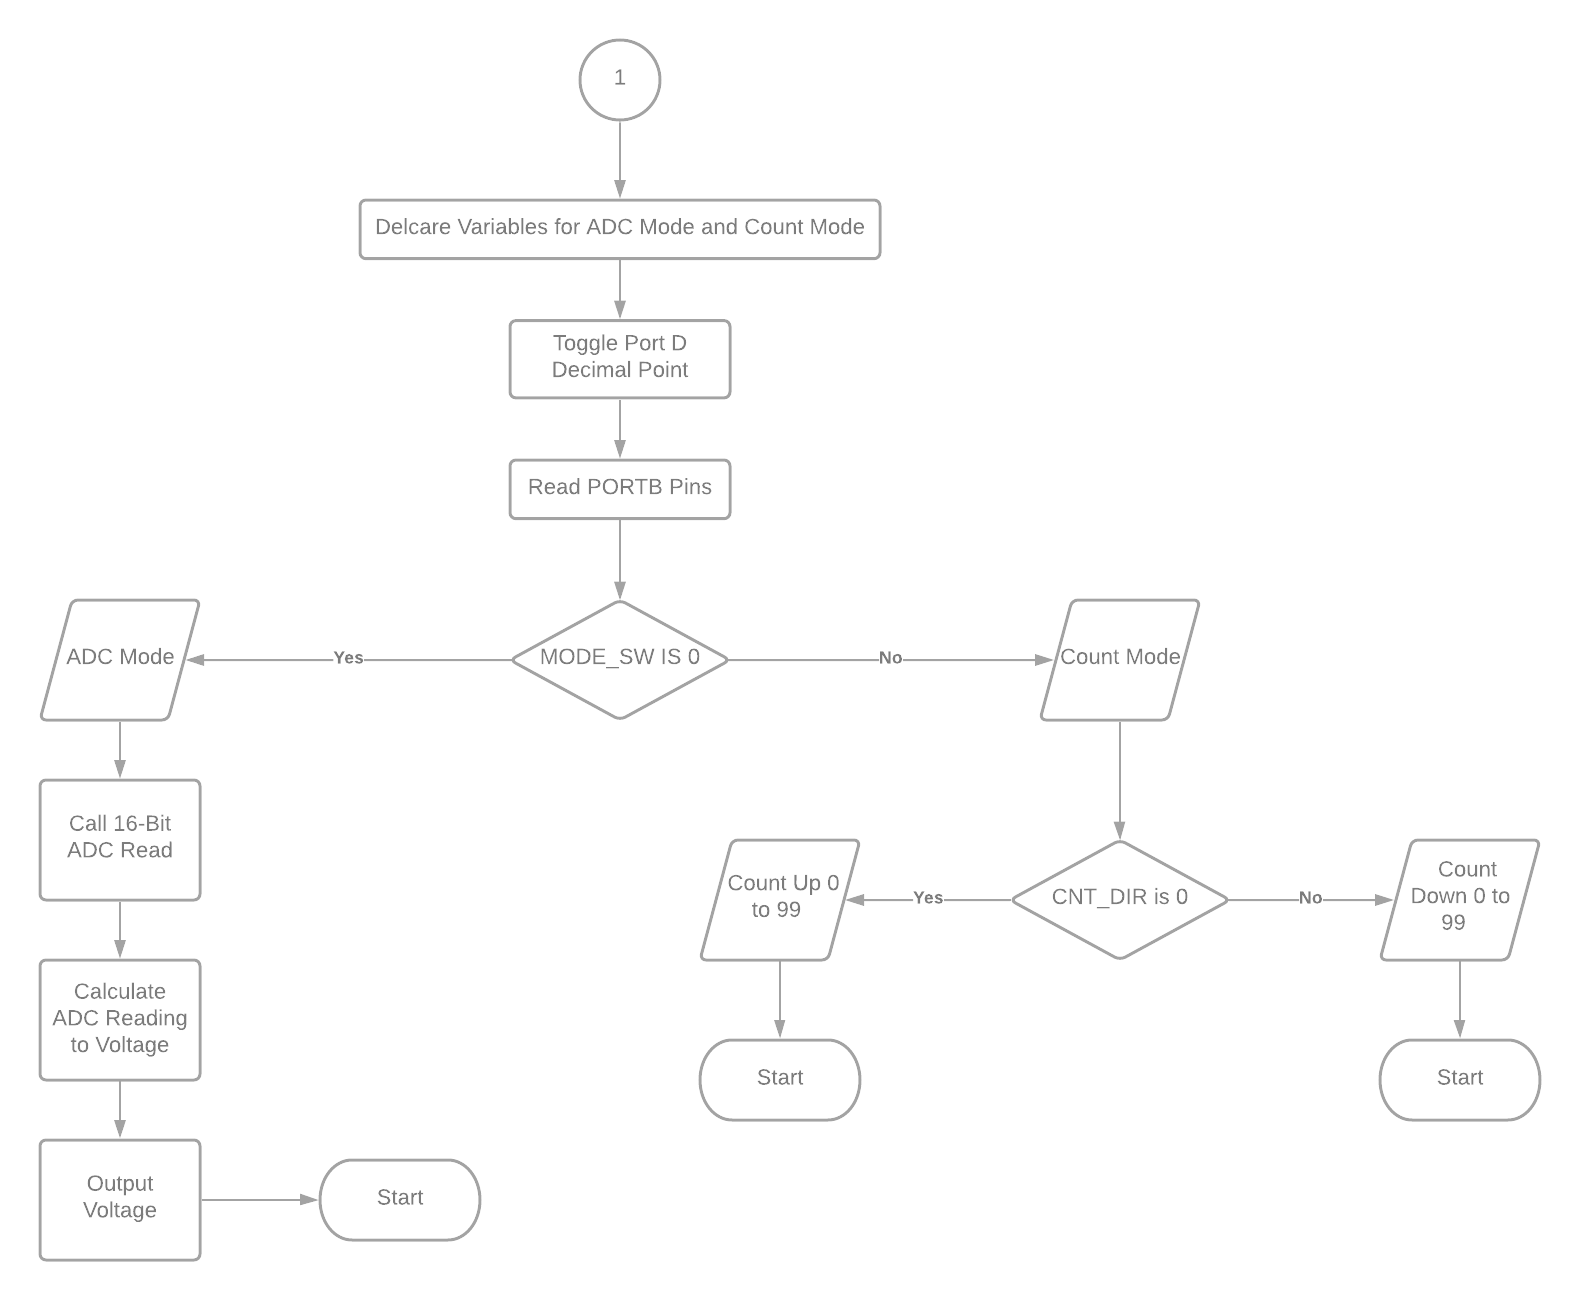 1
Delcare Variables for ADC Mode and Count Mode
Toggle Port D
Decimal Point
Read PORTB Pins
ADC Mode
Yes
MODE_SW IS 0
No
Count Mode
Call 16-Bit
ADC Read
Count Up 0
to 99
Yes
CNT_DIR is 0
No
Count
Down 0 to
99
Calculate
ADC Reading
to Voltage
Start
Start
Output
Voltage
Start